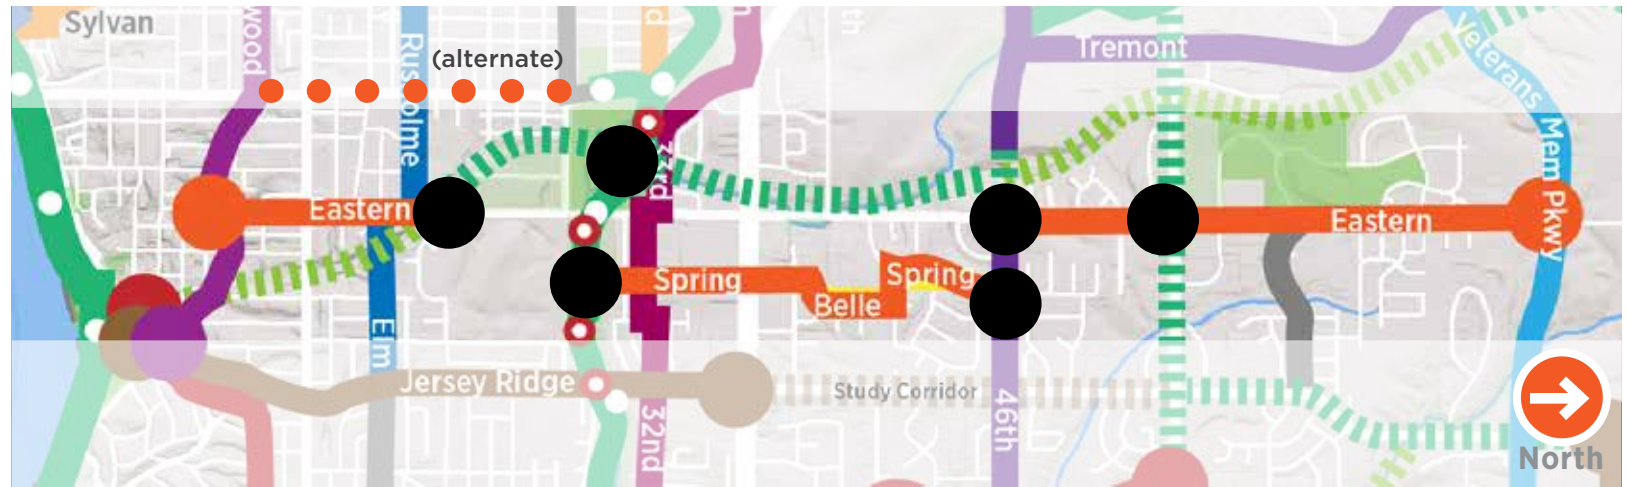 Sylvan
wood
Rusholme
(alternate)
Tremont
Veterans
Mem Pkwy
33rd
Eastern
Eastern
Spring
Spring
Belle
Elm
Jersey Ridge
Study Corridor
32nd
46th
North